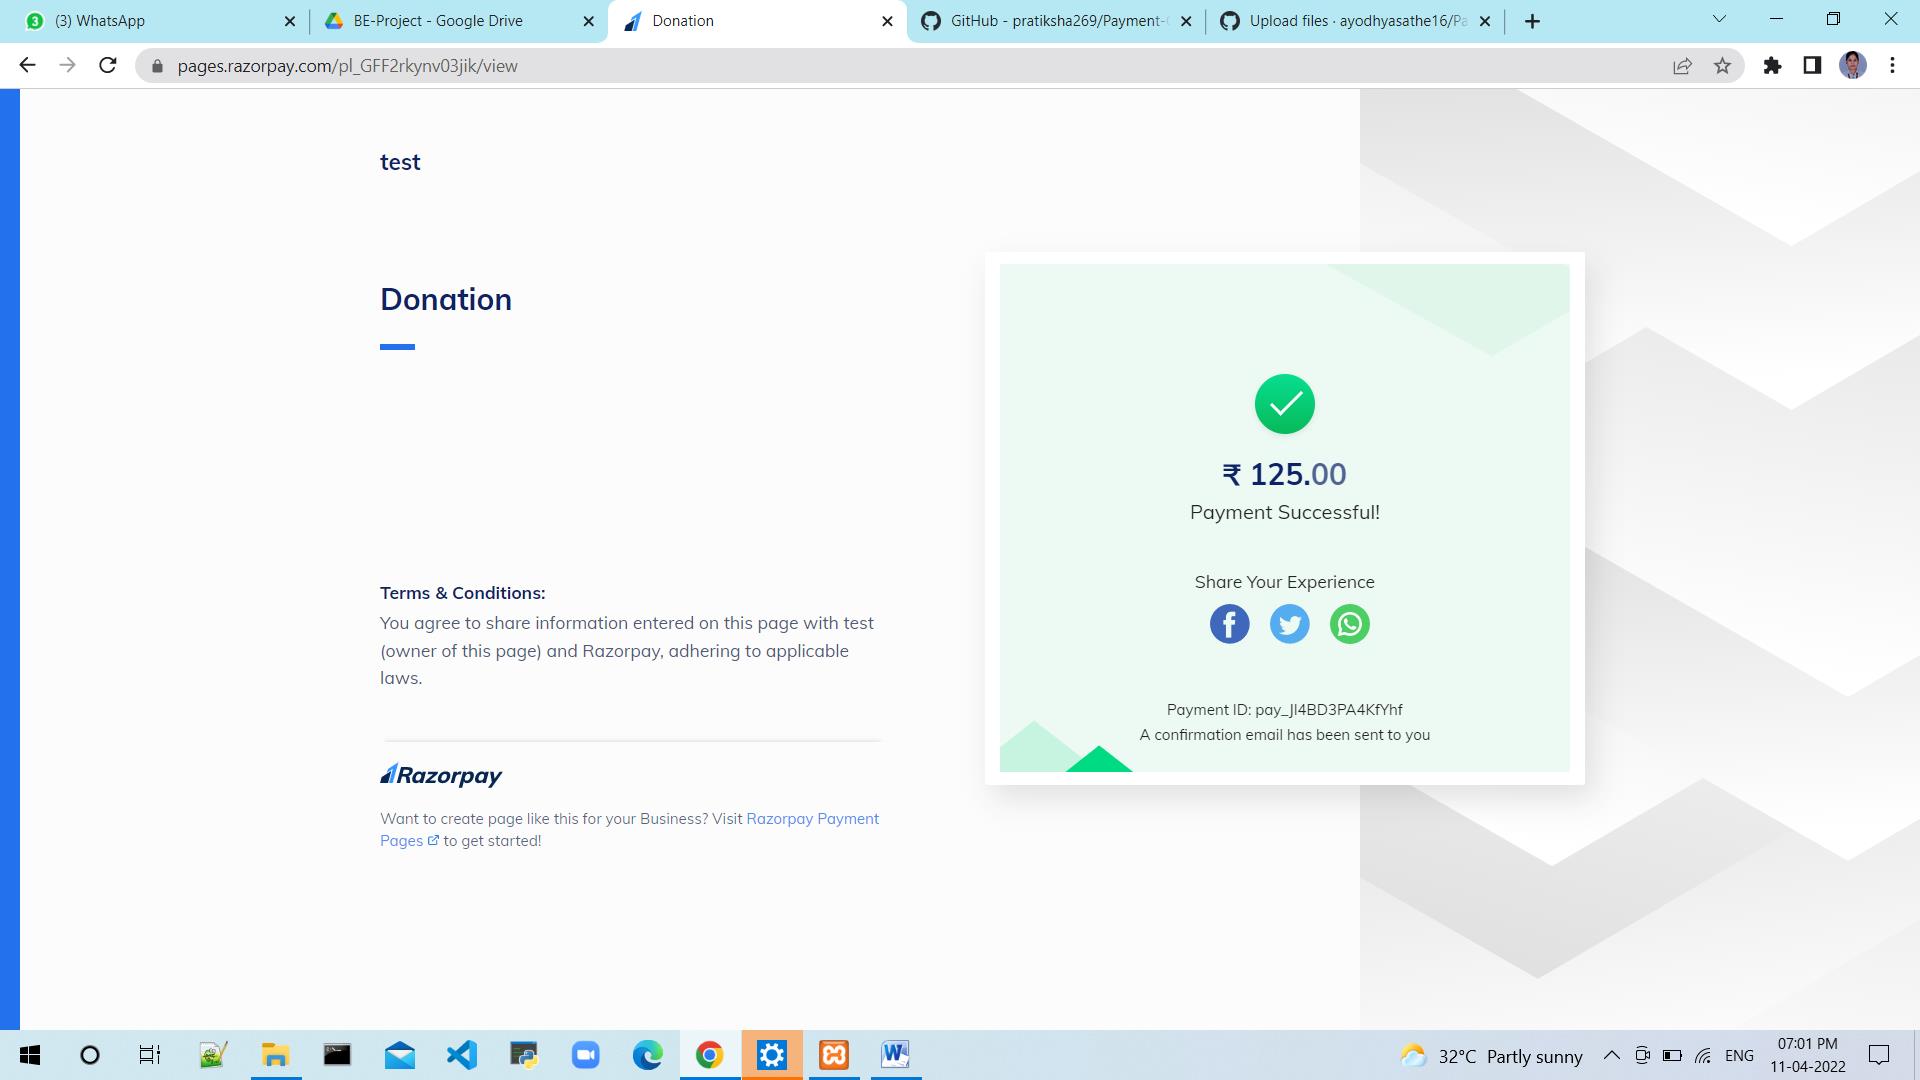 3 (3) WhatsApp
BE-Project - Google Drive
Donation
GitHub - pratiksha269/Payment-
Upload files · ayodhyasathe16/Pa
pages.razorpay.com/pl_GFF2rkynv03jik/view
test
Donation
₹ 125.00
Payment Successful!
Share Your Experience
Terms & Conditions:
You agree to share information entered on this page with test
(owner of this page) and Razorpay, adhering to applicable
laws.
Payment ID: pay_JI4BD3PA4KfYhf
A confirmation email has been sent to you
Razorpay
Want to create page like this for your Business? Visit Razorpay Payment
Pages to get started!
32°C Partly sunny
ENG
07:01 PM
11-04-2022